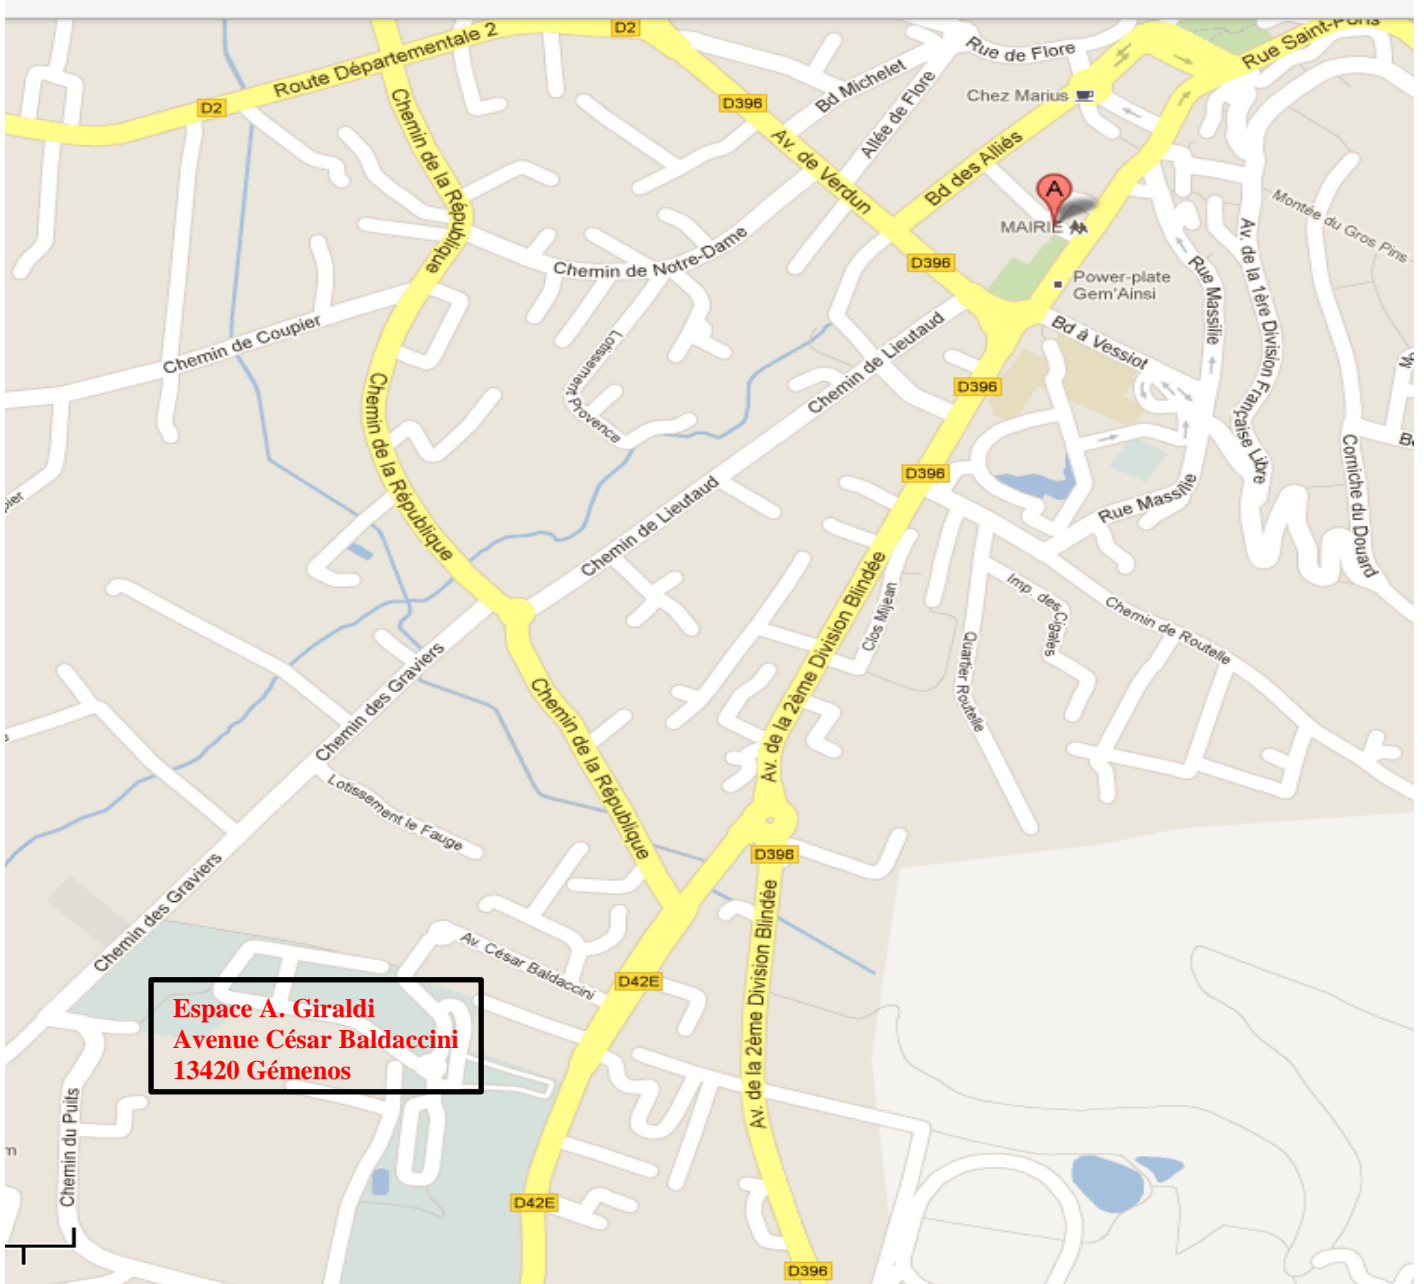 D2
Rue de Flore
Rue Saint-Pons
Route Départementale 2
D2
Bd Michelet
Chez Marius
D396
Chemin de la République
Allée de Flore
Av. de Verdun
Bd des Alliés
A
MAIRIE
Montée du Gros Pins
Av. de la 1ère Division Française Libre
Chemin de Notre-Dame
D396
Power-plate
Gem'Ainsi
Rue Massilie
Chemin de Coupier
Lotissement Provence
Chemin de Lieutaud
Bd à Vessiot
D396
Chemin de la République
Corniche du Douard
D396
Rue Massilie
Chemin de Lieutaud
Av. de la 2ème Division Blindée
Clos Mijean
Imp. des Cigales
Chemin de Routelle
Quartier Routelle
Chemin des Graviers
Chemin de la République
Lotissement le Fauge
D396
Chemin des Graviers
Av. César Baldaccini
D42E
Av. de la 2ème Division Blindée
Espace A. Giraldi
Avenue César Baldaccini
13420 Gémenos
Chemin du Puits
D42E
D396